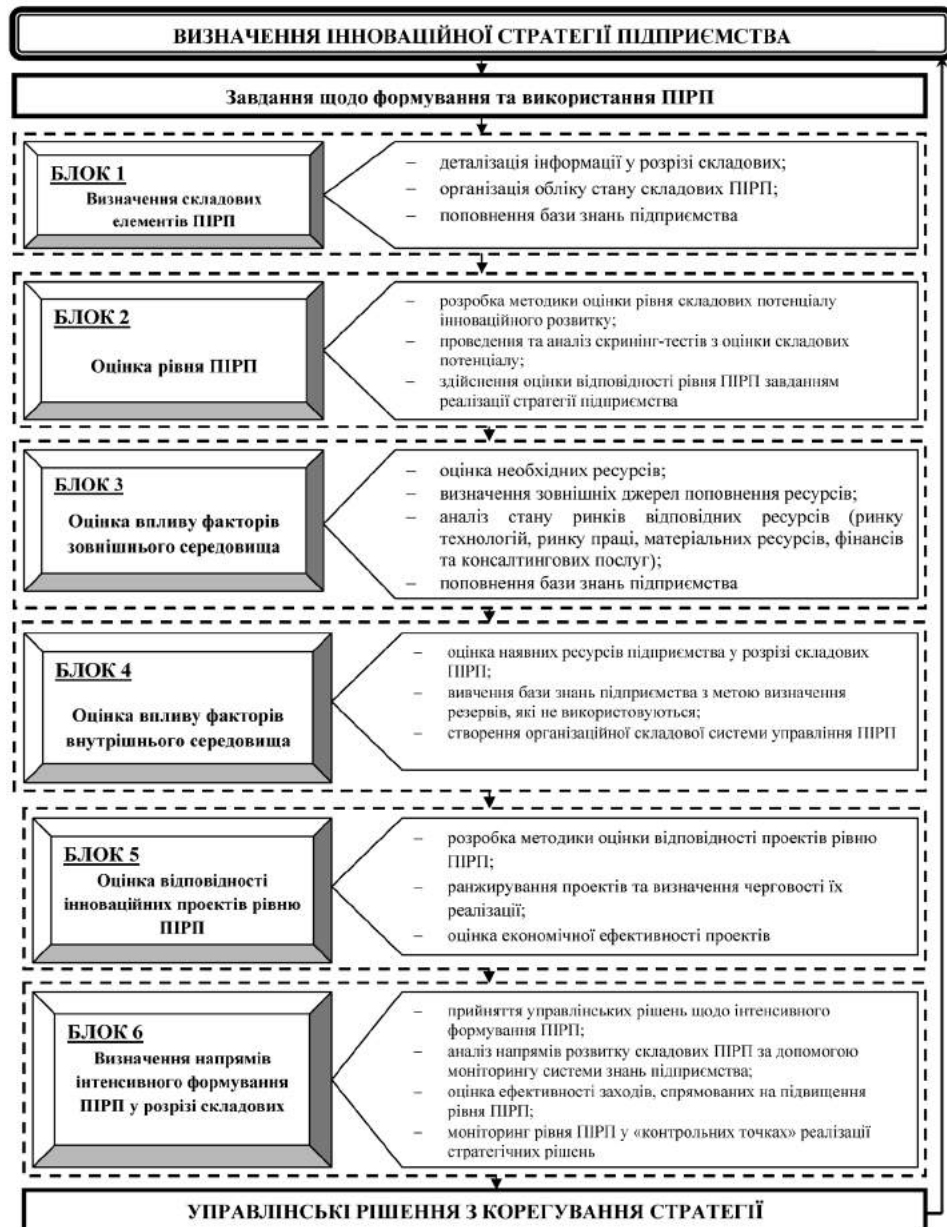 ВИЗНАЧЕННЯ ІННОВАЦІЙНОЇ СТРАТЕГІЇ ПІДПРИЄМСТВА
Завдання щодо формування та використання ПІРП
БЛОК 1
Визначення складових
елементів ПІРП
– деталізація інформації у розрізі складових;
– організація обліку стану складових ПІРП;
– поповнення бази знань підприємства
БЛОК 2
Оцінка рівня ПІРП
– розробка методики оцінки рівня складових потенціалу
інноваційного розвитку;
– проведення та аналіз скринінг-тестів з оцінки складових
потенціалу;
– здійснення оцінки відповідності рівня ПІРП завданням
реалізації стратегії підприємства
БЛОК 3
Оцінка впливу факторів
зовнішнього середовища
– оцінка необхідних ресурсів;
– визначення зовнішніх джерел поповнення ресурсів;
– аналіз стану ринків відповідних ресурсів (ринку
технологій, ринку праці, матеріальних ресурсів, фінансів
та консалтингових послуг);
– поповнення бази знань підприємства
БЛОК 4
Оцінка впливу факторів
внутрішнього середовища
– оцінка наявних ресурсів підприємства у розрізі складових
ПІРП;
– вивчення бази знань підприємства з метою визначення
резервів, які не використовуються;
– створення організаційної складової системи управління ПІРП
БЛОК 5
Оцінка відповідності
інноваційних проектів рівню
ПІРП
– розробка методики оцінки відповідності проектів рівню
ПІРП;
– ранжирування проектів та визначення черговості їх
реалізації;
– оцінка економічної ефективності проектів
БЛОК 6
Визначення напрямів
інтенсивного формування
ПІРП у розрізі складових
– прийняття управлінських рішень щодо інтенсивного
формування ПІРП;
– аналіз напрямів розвитку складових ПІРП за допомогою
моніторингу системи знань підприємства;
– оцінка ефективності заходів, спрямованих на підвищення
рівня ПІРП;
– моніторинг рівня ПІРП у «контрольних точках» реалізації
стратегічних рішень
УПРАВЛІНСЬКІ РІШЕННЯ З КОРЕГУВАННЯ СТРАТЕГІЇ